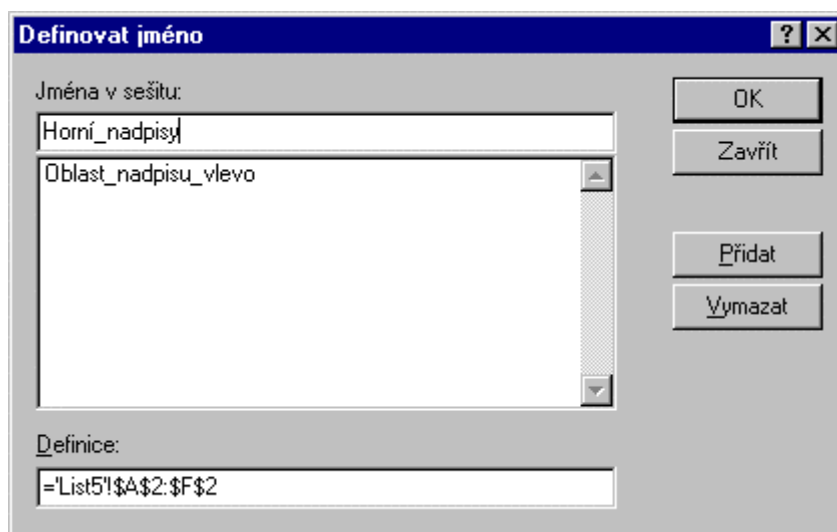 Definovat jméno
Jména v sešitu:
Horní_nadpisy
Oblast_nadpisu_vlevo
Definice:
='List5'!$A$2:$F$2
OK
Zavřít
Přidat
Vymazat